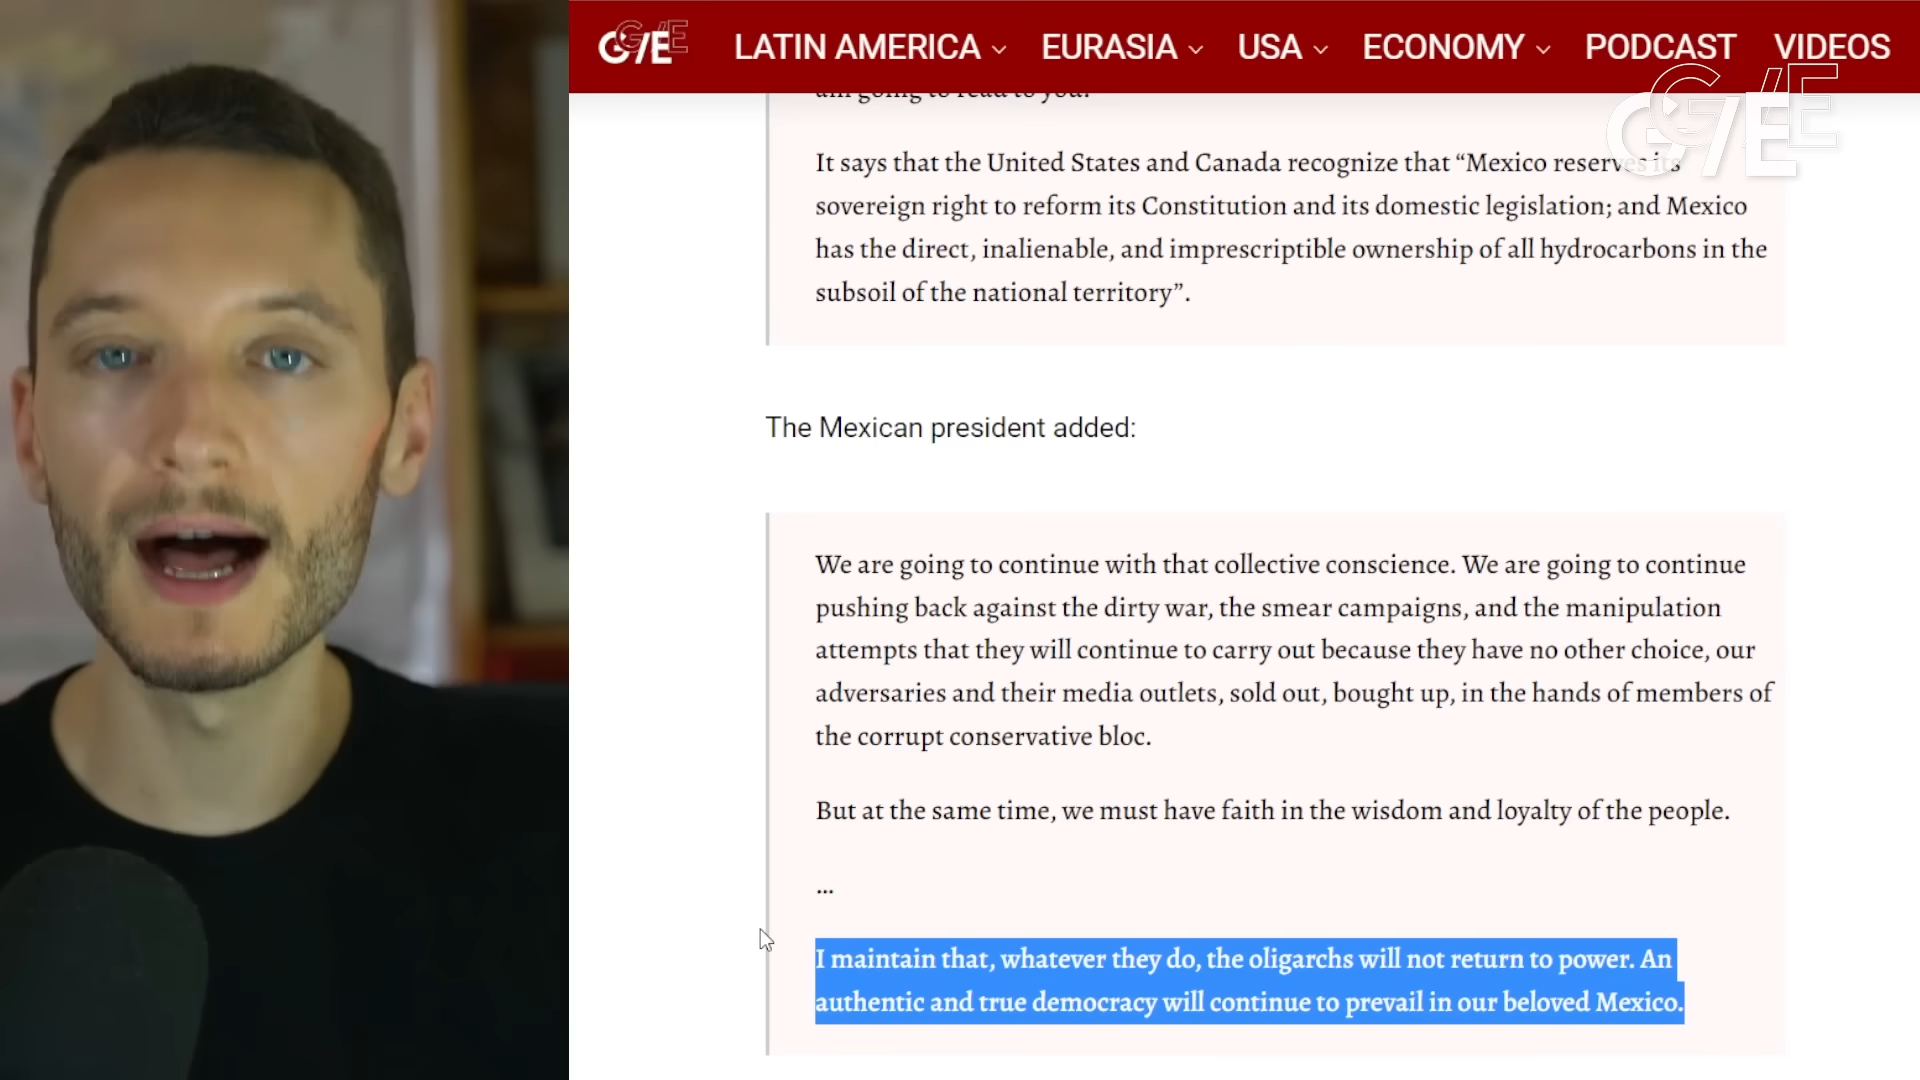 G/E LATIN AMERICA EURASIA USA ECONOMY PODCAST VIDEOS
am going to read to you.
G/E
It says that the United States and Canada recognize that “Mexico reserves its
sovereign right to reform its Constitution and its domestic legislation; and Mexico
has the direct, inalienable, and imprescriptible ownership of all hydrocarbons in the
subsoil of the national territory”.
The Mexican president added:
We are going to continue with that collective conscience. We are going to continue
pushing back against the dirty war, the smear campaigns, and the manipulation
attempts that they will continue to carry out because they have no other choice, our
adversaries and their media outlets, sold out, bought up, in the hands of members of
the corrupt conservative bloc.
But at the same time, we must have faith in the wisdom and loyalty of the people.
...
I maintain that, whatever they do, the oligarchs will not return to power. An
authentic and true democracy will continue to prevail in our beloved Mexico.